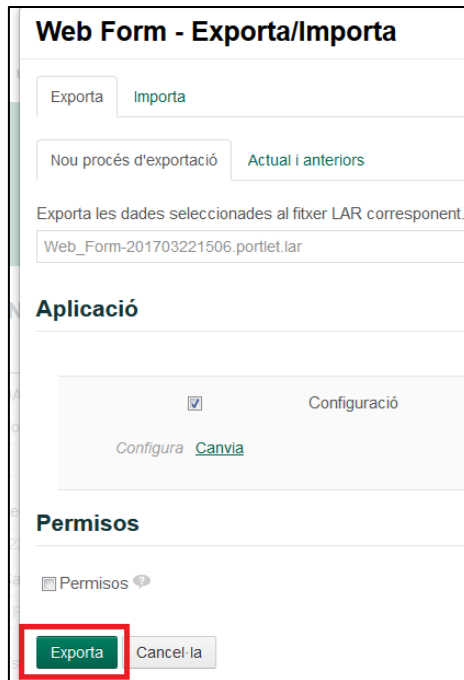 Web Form - Exporta/Importa
Exporta Importa
Nou procés d'exportació Actual i anteriors
Exporta les dades seleccionades al fitxer LAR corresponent.
Web_Form-201703221506.portlet.lar
Aplicació
Configuració
Configura Canvia
Permisos
Permisos
Exporta Cancel·la